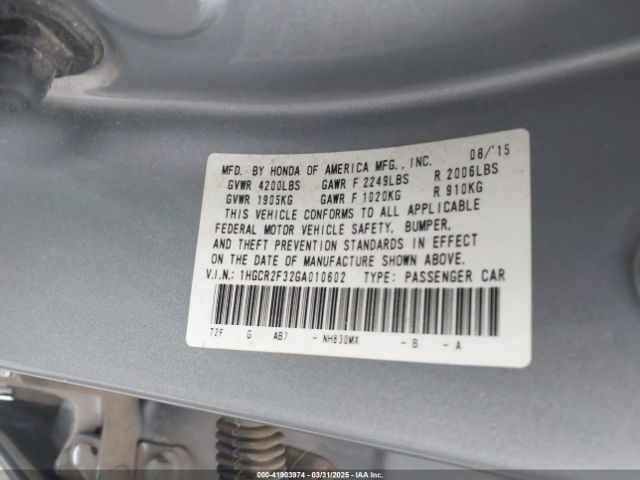 MFD. BY HONDA OF AMERICA MFG., INC. 08/'15
GVWR 4200LBS GAWR F 2249LBS R 2006LBS
GVWR 1905KG GAWR F 1020KG R 910KG
THIS VEHICLE CONFORMS TO ALL APPLICABLE
FEDERAL MOTOR VEHICLE SAFETY, BUMPER,
AND THEFT PREVENTION STANDARDS IN EFFECT
ON THE DATE OF MANUFACTURE SHOWN ABOVE.
V.I.N.: 1HGCR2F32GA010602 TYPE: PASSENGER CAR
T2F G AB7 - NH830MX - B - A
000-41903974 | 03/31/2025 | IAA Inc.